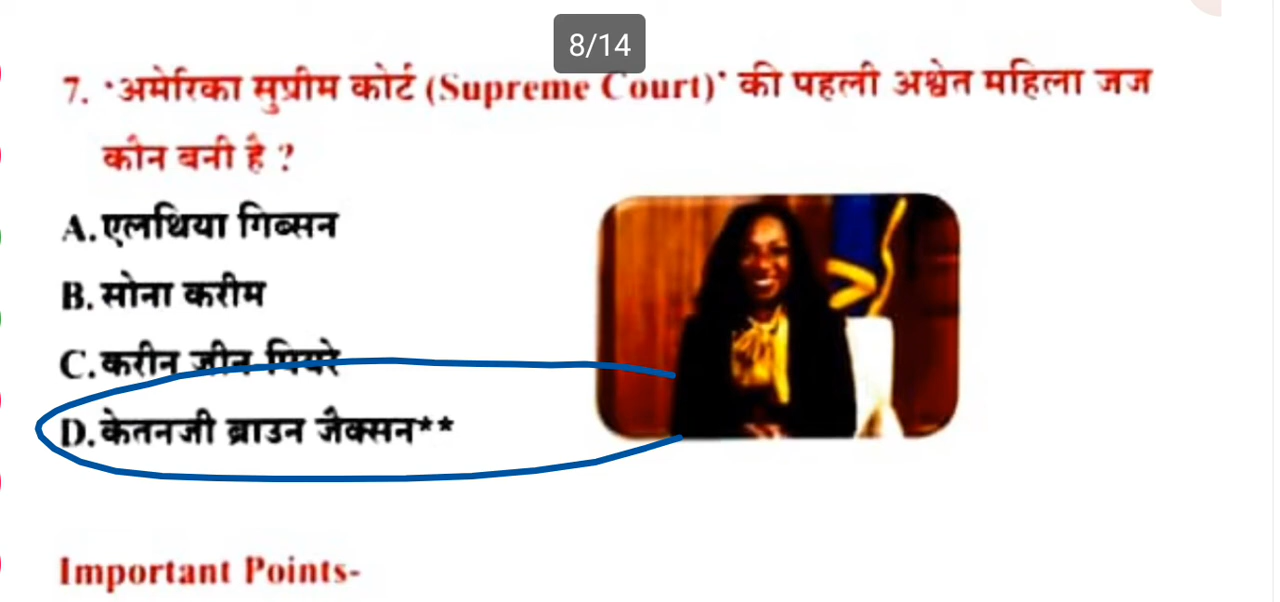 8/14
7. 'अमेरिका सुप्रीम कोर्ट (Supreme Court)' की पहली अश्वेत महिला जज
कौन बनी है ?
A. एलथिया गिब्सन
B. सोना करीम
C. करीन जीन पियरे
D. केतनजी ब्राउन जैक्सन**
Important Points-